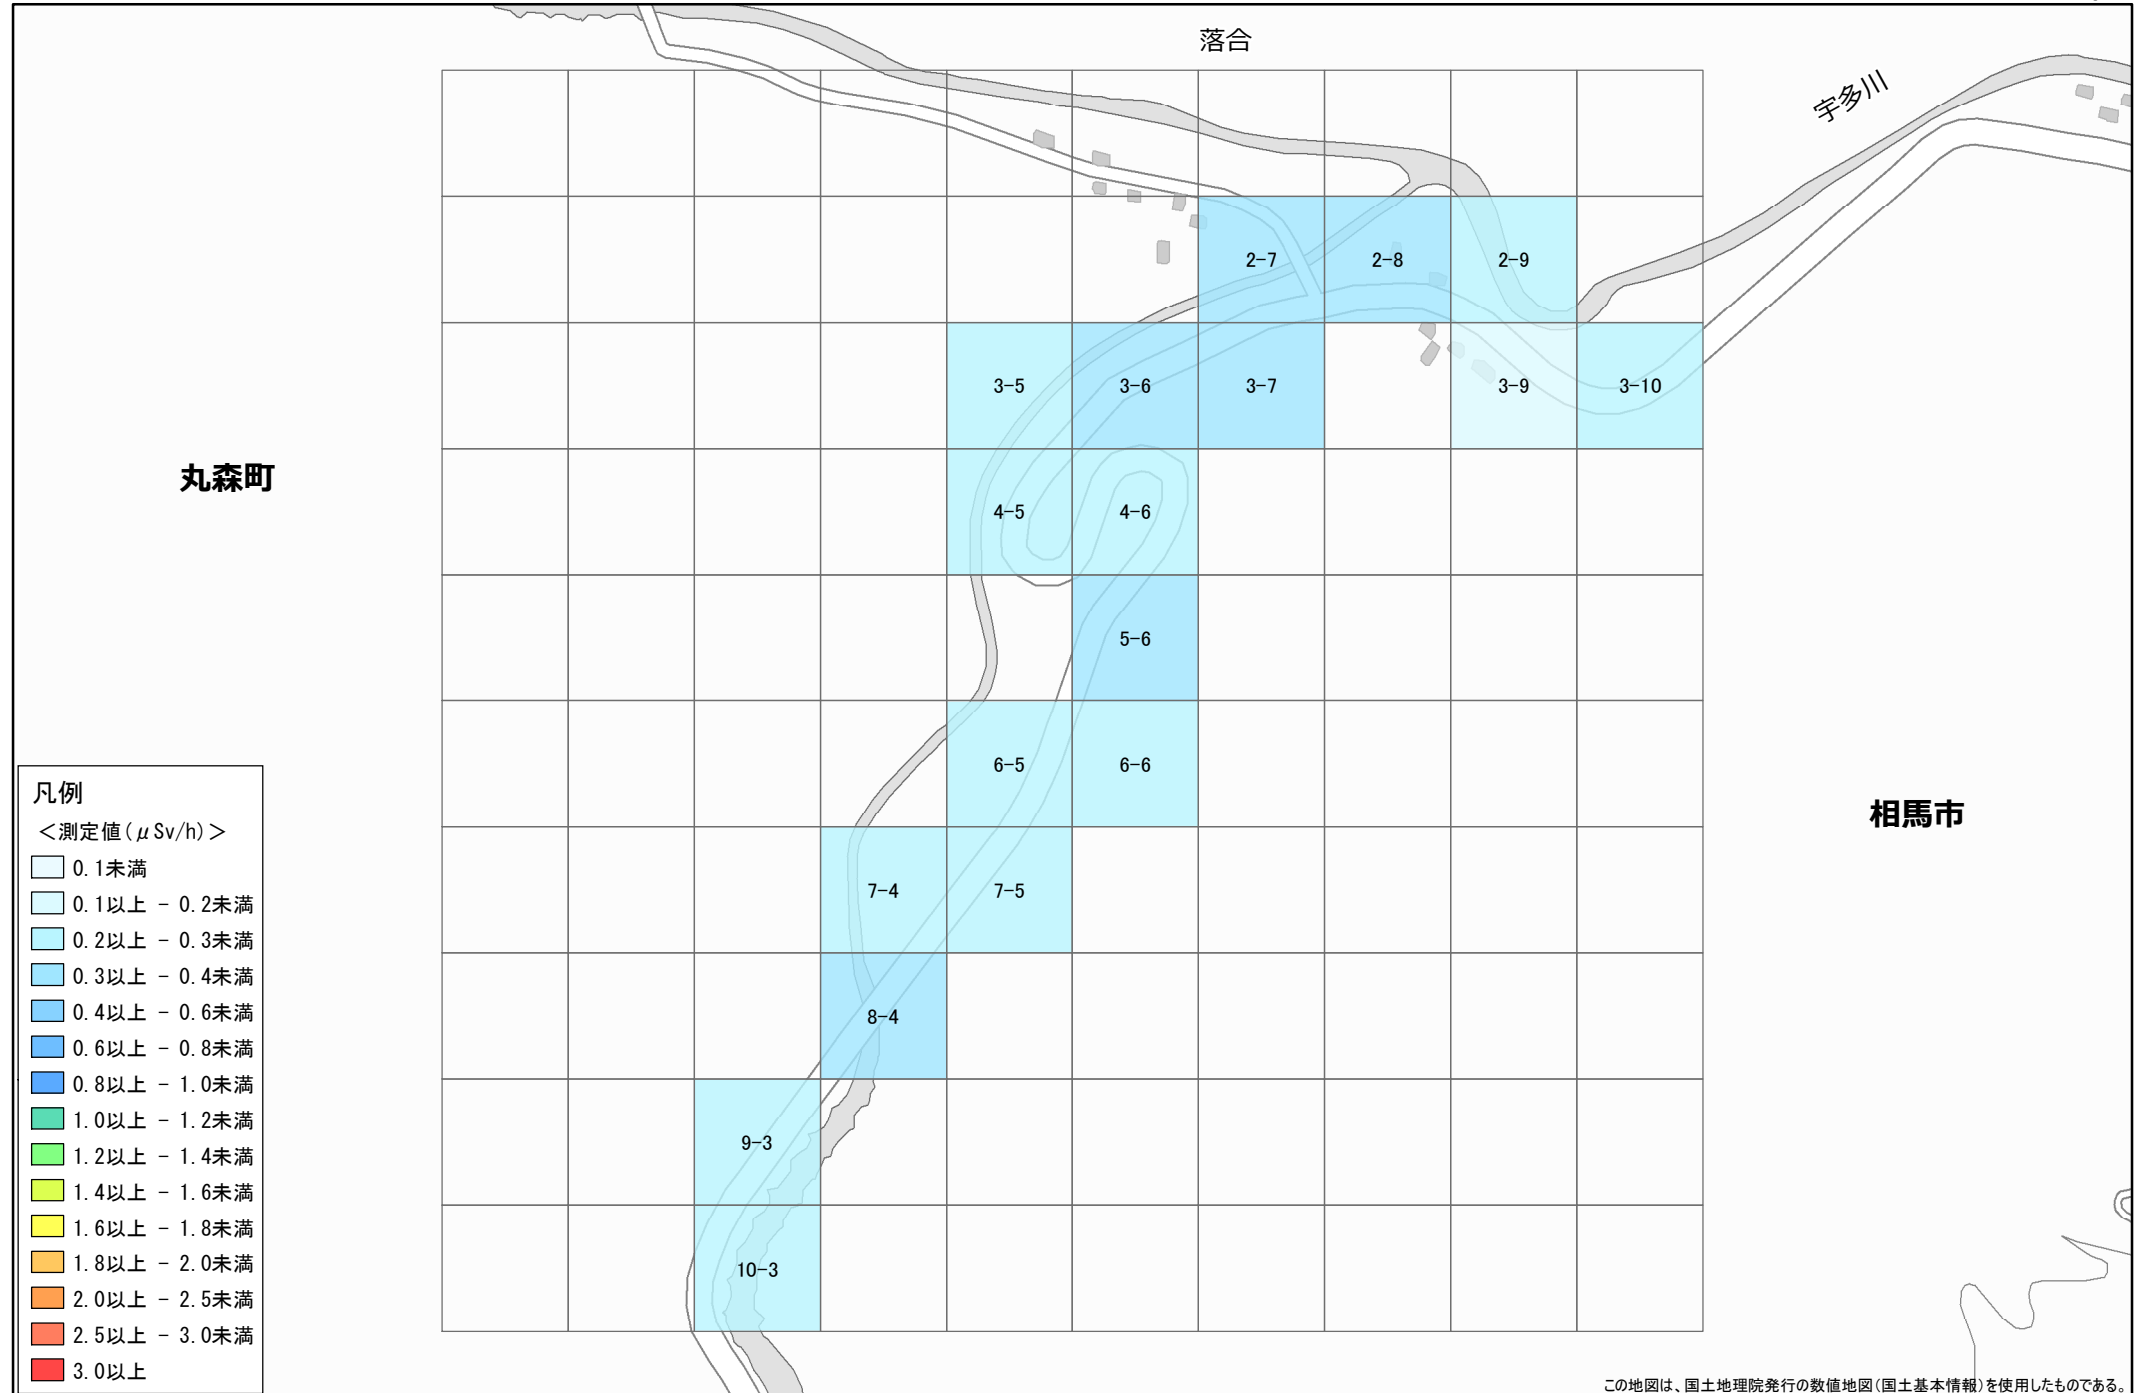 落合
宇多川
2-7
2-8
2-9
3-5
3-6
3-7
3-9
3-10
丸森町
4-5
4-6
5-6
6-5
6-6
相馬市
7-4
7-5
8-4
9-3
10-3
凡例
＜測定値(μSv/h)＞
0.1未満
0.1以上 - 0.2未満
0.2以上 - 0.3未満
0.3以上 - 0.4未満
0.4以上 - 0.6未満
0.6以上 - 0.8未満
0.8以上 - 1.0未満
1.0以上 - 1.2未満
1.2以上 - 1.4未満
1.4以上 - 1.6未満
1.6以上 - 1.8未満
1.8以上 - 2.0未満
2.0以上 - 2.5未満
2.5以上 - 3.0未満
3.0以上
この地図は、国土地理院発行の数値地図(国土基本情報)を使用したものである。